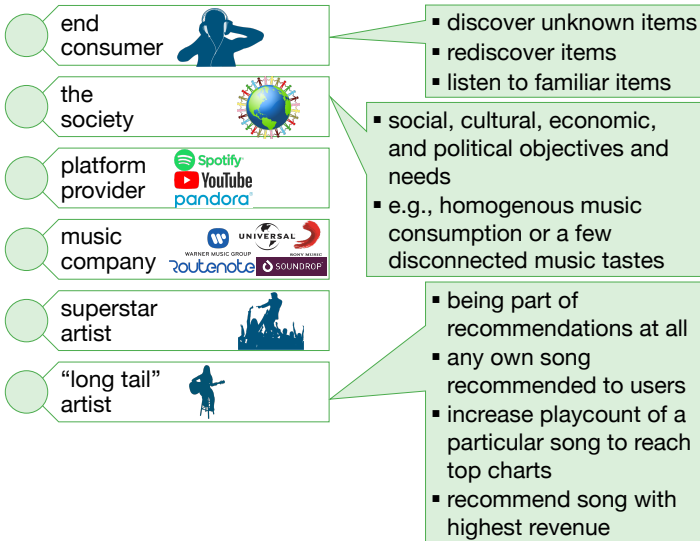 end
consumer
the
society
platform
provider
Spotify
YouTube
pandora
music
company
WARNER MUSIC GROUP
UNIVERSAL
SONY MUSIC
routenote
SOUNDROP
superstar
artist
“long tail”
artist
▪ discover unknown items
▪ rediscover items
▪ listen to familiar items
▪ social, cultural, economic,
and political objectives and
needs
▪ e.g., homogenous music
consumption or a few
disconnected music tastes
▪ being part of
recommendations at all
▪ any own song
recommended to users
▪ increase playcount of a
particular song to reach
top charts
▪ recommend song with
highest revenue